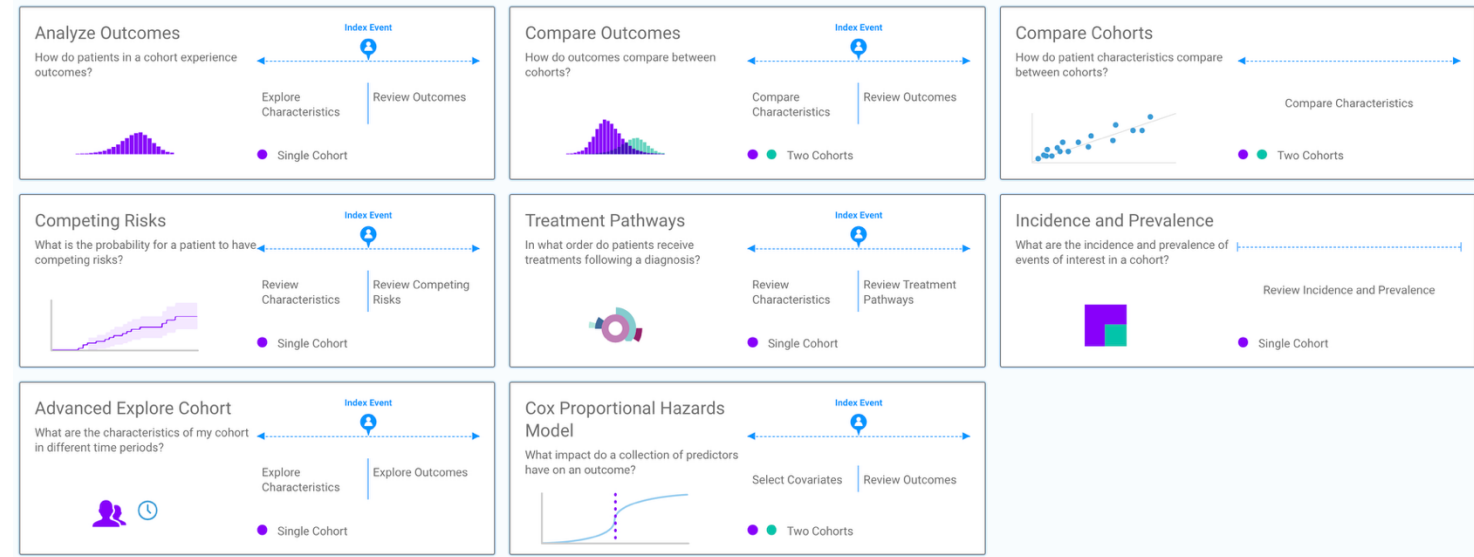 Analyze Outcomes
How do patients in a cohort experience
outcomes?
Index Event
Explore
Characteristics
Review Outcomes
Single Cohort
Compare Outcomes
How do outcomes compare between
cohorts?
Index Event
Compare
Characteristics
Review Outcomes
Two Cohorts
Compare Cohorts
How do patient characteristics compare
between cohorts?
Compare Characteristics
Two Cohorts
Competing Risks
What is the probability for a patient to have
competing risks?
Index Event
Review
Characteristics
Review Competing
Risks
Single Cohort
Treatment Pathways
In what order do patients receive
treatments following a diagnosis?
Index Event
Review
Characteristics
Review Treatment
Pathways
Single Cohort
Incidence and Prevalence
What are the incidence and prevalence of
events of interest in a cohort?
Review Incidence and Prevalence
Single Cohort
Advanced Explore Cohort
What are the characteristics of my cohort
in different time periods?
Index Event
Explore
Characteristics
Explore Outcomes
Single Cohort
Cox Proportional Hazards
Model
What impact do a collection of predictors
have on an outcome?
Index Event
Select Covariates
Review Outcomes
Two Cohorts